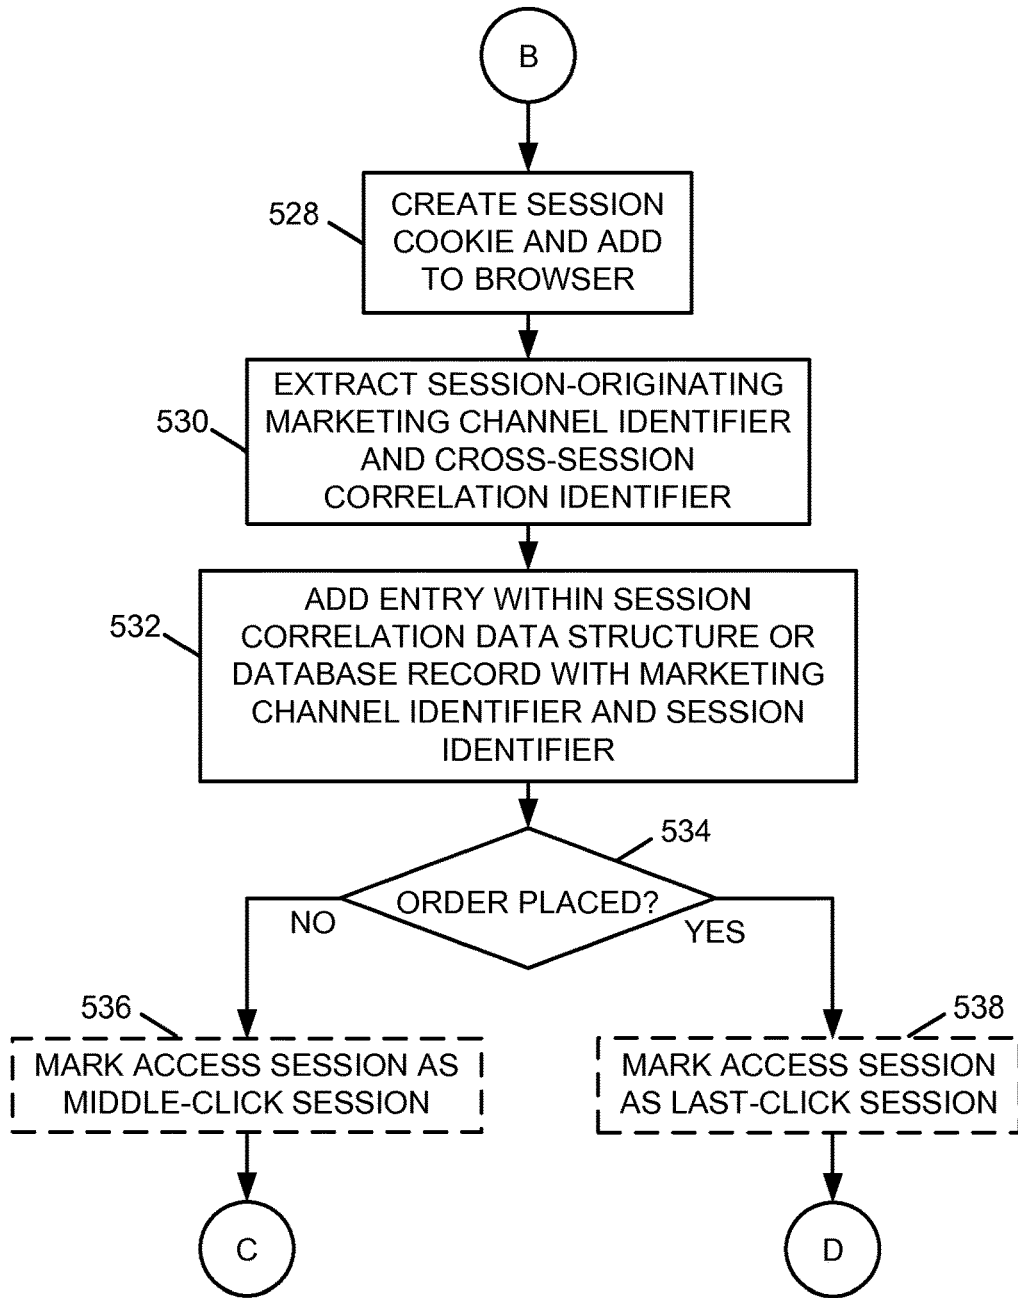 B
528
CREATE SESSION
COOKIE AND ADD
TO BROWSER
530
EXTRACT SESSION-ORIGINATING
MARKETING CHANNEL IDENTIFIER
AND CROSS-SESSION
CORRELATION IDENTIFIER
532
ADD ENTRY WITHIN SESSION
CORRELATION DATA STRUCTURE OR
DATABASE RECORD WITH MARKETING
CHANNEL IDENTIFIER AND SESSION
IDENTIFIER
534
ORDER PLACED?
NO
YES
536
MARK ACCESS SESSION AS
MIDDLE-CLICK SESSION
538
MARK ACCESS SESSION
AS LAST-CLICK SESSION
C
D